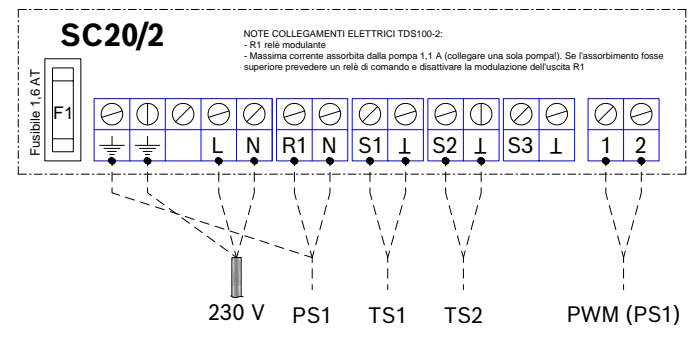 SC20/2
NOTE COLLEGAMENTI ELETTRICI TDS100-2:
- R1 relè modulante
- Massima corrente assorbita dalla pompa 1,1 A (collegare una sola pompa!). Se l'assorbimento fosse
superiore prevedere un relè di comando e disattivare la modulazione dell'uscita R1
Fusibile 1,6 AT
F1
L N R1 N S1 ⊥ S2 ⊥ S3 ⊥ 1 2
230 V PS1 TS1 TS2 PWM (PS1)